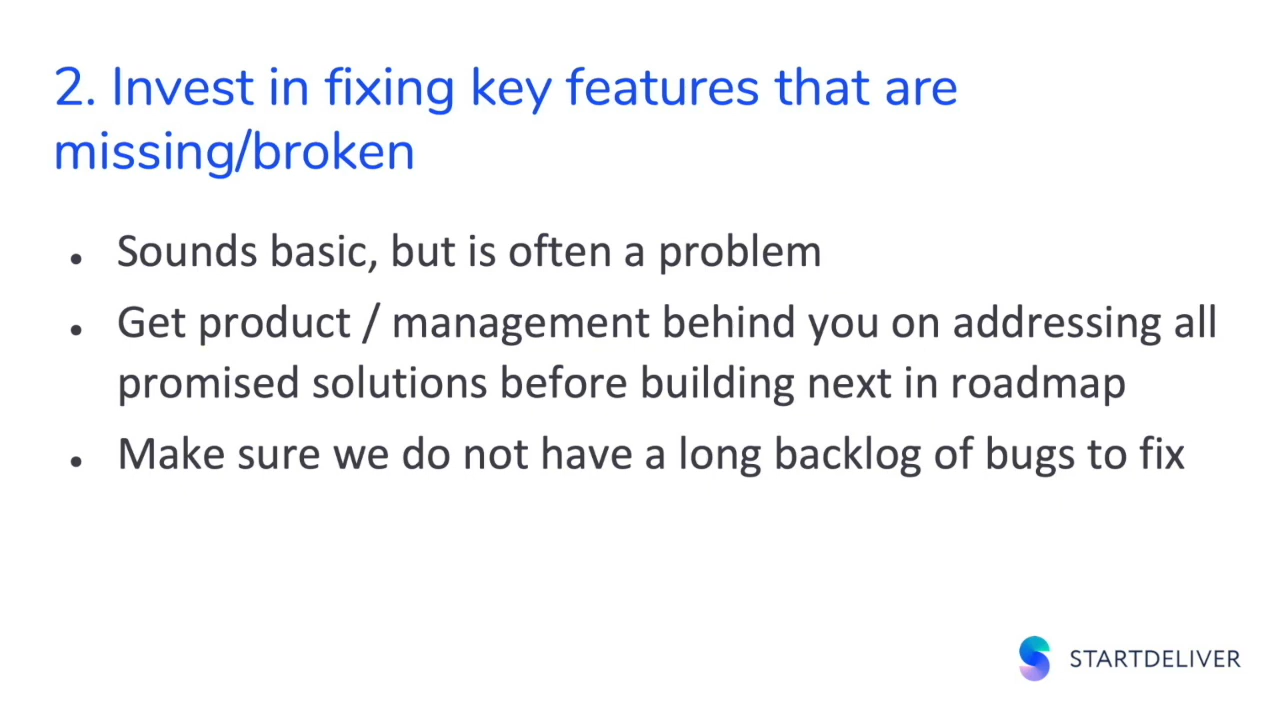 2. Invest in fixing key features that are
missing/broken
• Sounds basic, but is often a problem
• Get product / management behind you on addressing all
promised solutions before building next in roadmap
• Make sure we do not have a long backlog of bugs to fix
STARTDELIVER